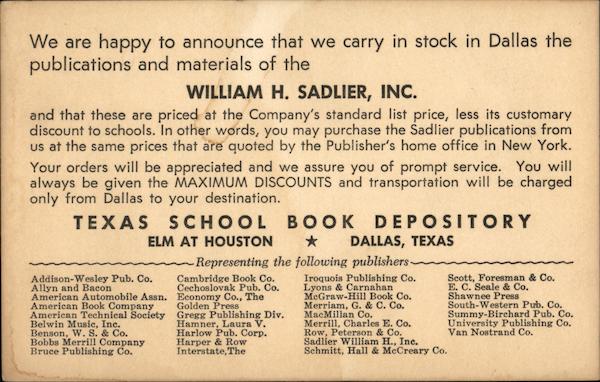 We are happy to announce that we carry in stock in Dallas the
publications and materials of the
WILLIAM H. SADLIER, INC.
and that these are priced at the Company's standard list price, less its customary
discount to schools. In other words, you may purchase the Sadlier publications from
us at the same prices that are quoted by the Publisher's home office in New York.
Your orders will be appreciated and we assure you of prompt service. You will
always be given the MAXIMUM DISCOUNTS and transportation will be charged
only from Dallas to your destination.
TEXAS SCHOOL BOOK DEPOSITORY
ELM AT HOUSTON ★ DALLAS, TEXAS
Representing the following publishers
Addison-Wesley Pub. Co.
Allyn and Bacon
American Automobile Assn.
American Book Company
American Technical Society
Belwin Music, Inc.
Benson, W. S. & Co.
Bobbs Merrill Company
Bruce Publishing Co.
Cambridge Book Co.
Cechoslovak Pub. Co.
Economy Co., The
Golden Press
Gregg Publishing Div.
Hamner, Laura V.
Harlow Pub. Corp.
Harper & Row
Interstate,The
Iroquois Publishing Co.
Lyons & Carnahan
McGraw-Hill Book Co.
Merriam, G. & C. Co.
MacMilian Co.
Merrill, Charles E. Co.
Row, Peterson & Co.
Sadlier William H., Inc.
Schmitt, Hall & McCreary Co.
Scott, Foresman & Co.
E. C. Seale & Co.
Shawnee Press
South-Western Pub. Co.
Summy-Birchard Pub. Co.
University Publishing Co.
Van Nostrand Co.